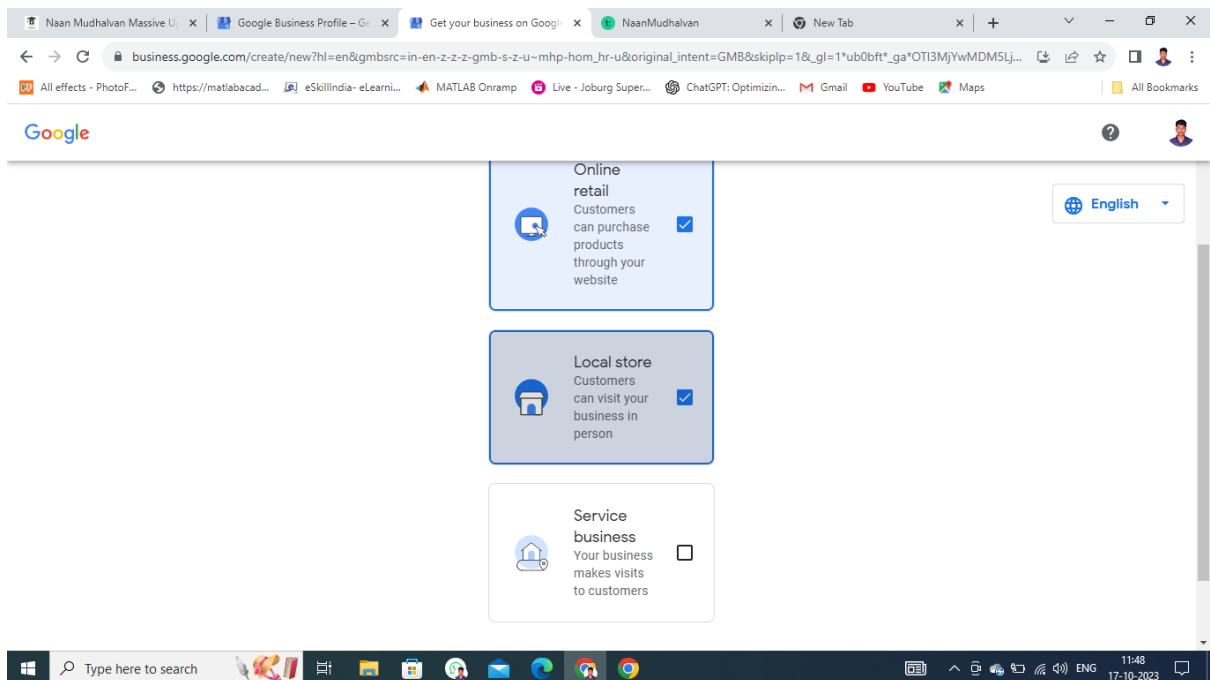 Naan Mudhalvan Massive U
Google Business Profile – Ge
Get your business on Googl
NaanMudhalvan
New Tab
business.google.com/create/new?hl=en&gmbsrc=in-en-z-z-z-gmb-s-z-u~mhp-hom_hr-u&original_intent=GMB&skiplp=1&_gl=1*ub0bft*_ga*OTI3MjYwMDM5Lj...
All effects - PhotoF...
https://matlabacad...
eSkillIndia- eLearni...
MATLAB Onramp
Live - Joburg Super...
ChatGPT: Optimizin...
Gmail
YouTube
Maps
All Bookmarks
Google
English
Online
retail
Customers
can purchase
products
through your
website
Local store
Customers
can visit your
business in
person
Service
business
Your business
makes visits
to customers
Type here to search
ENG
11:48
17-10-2023